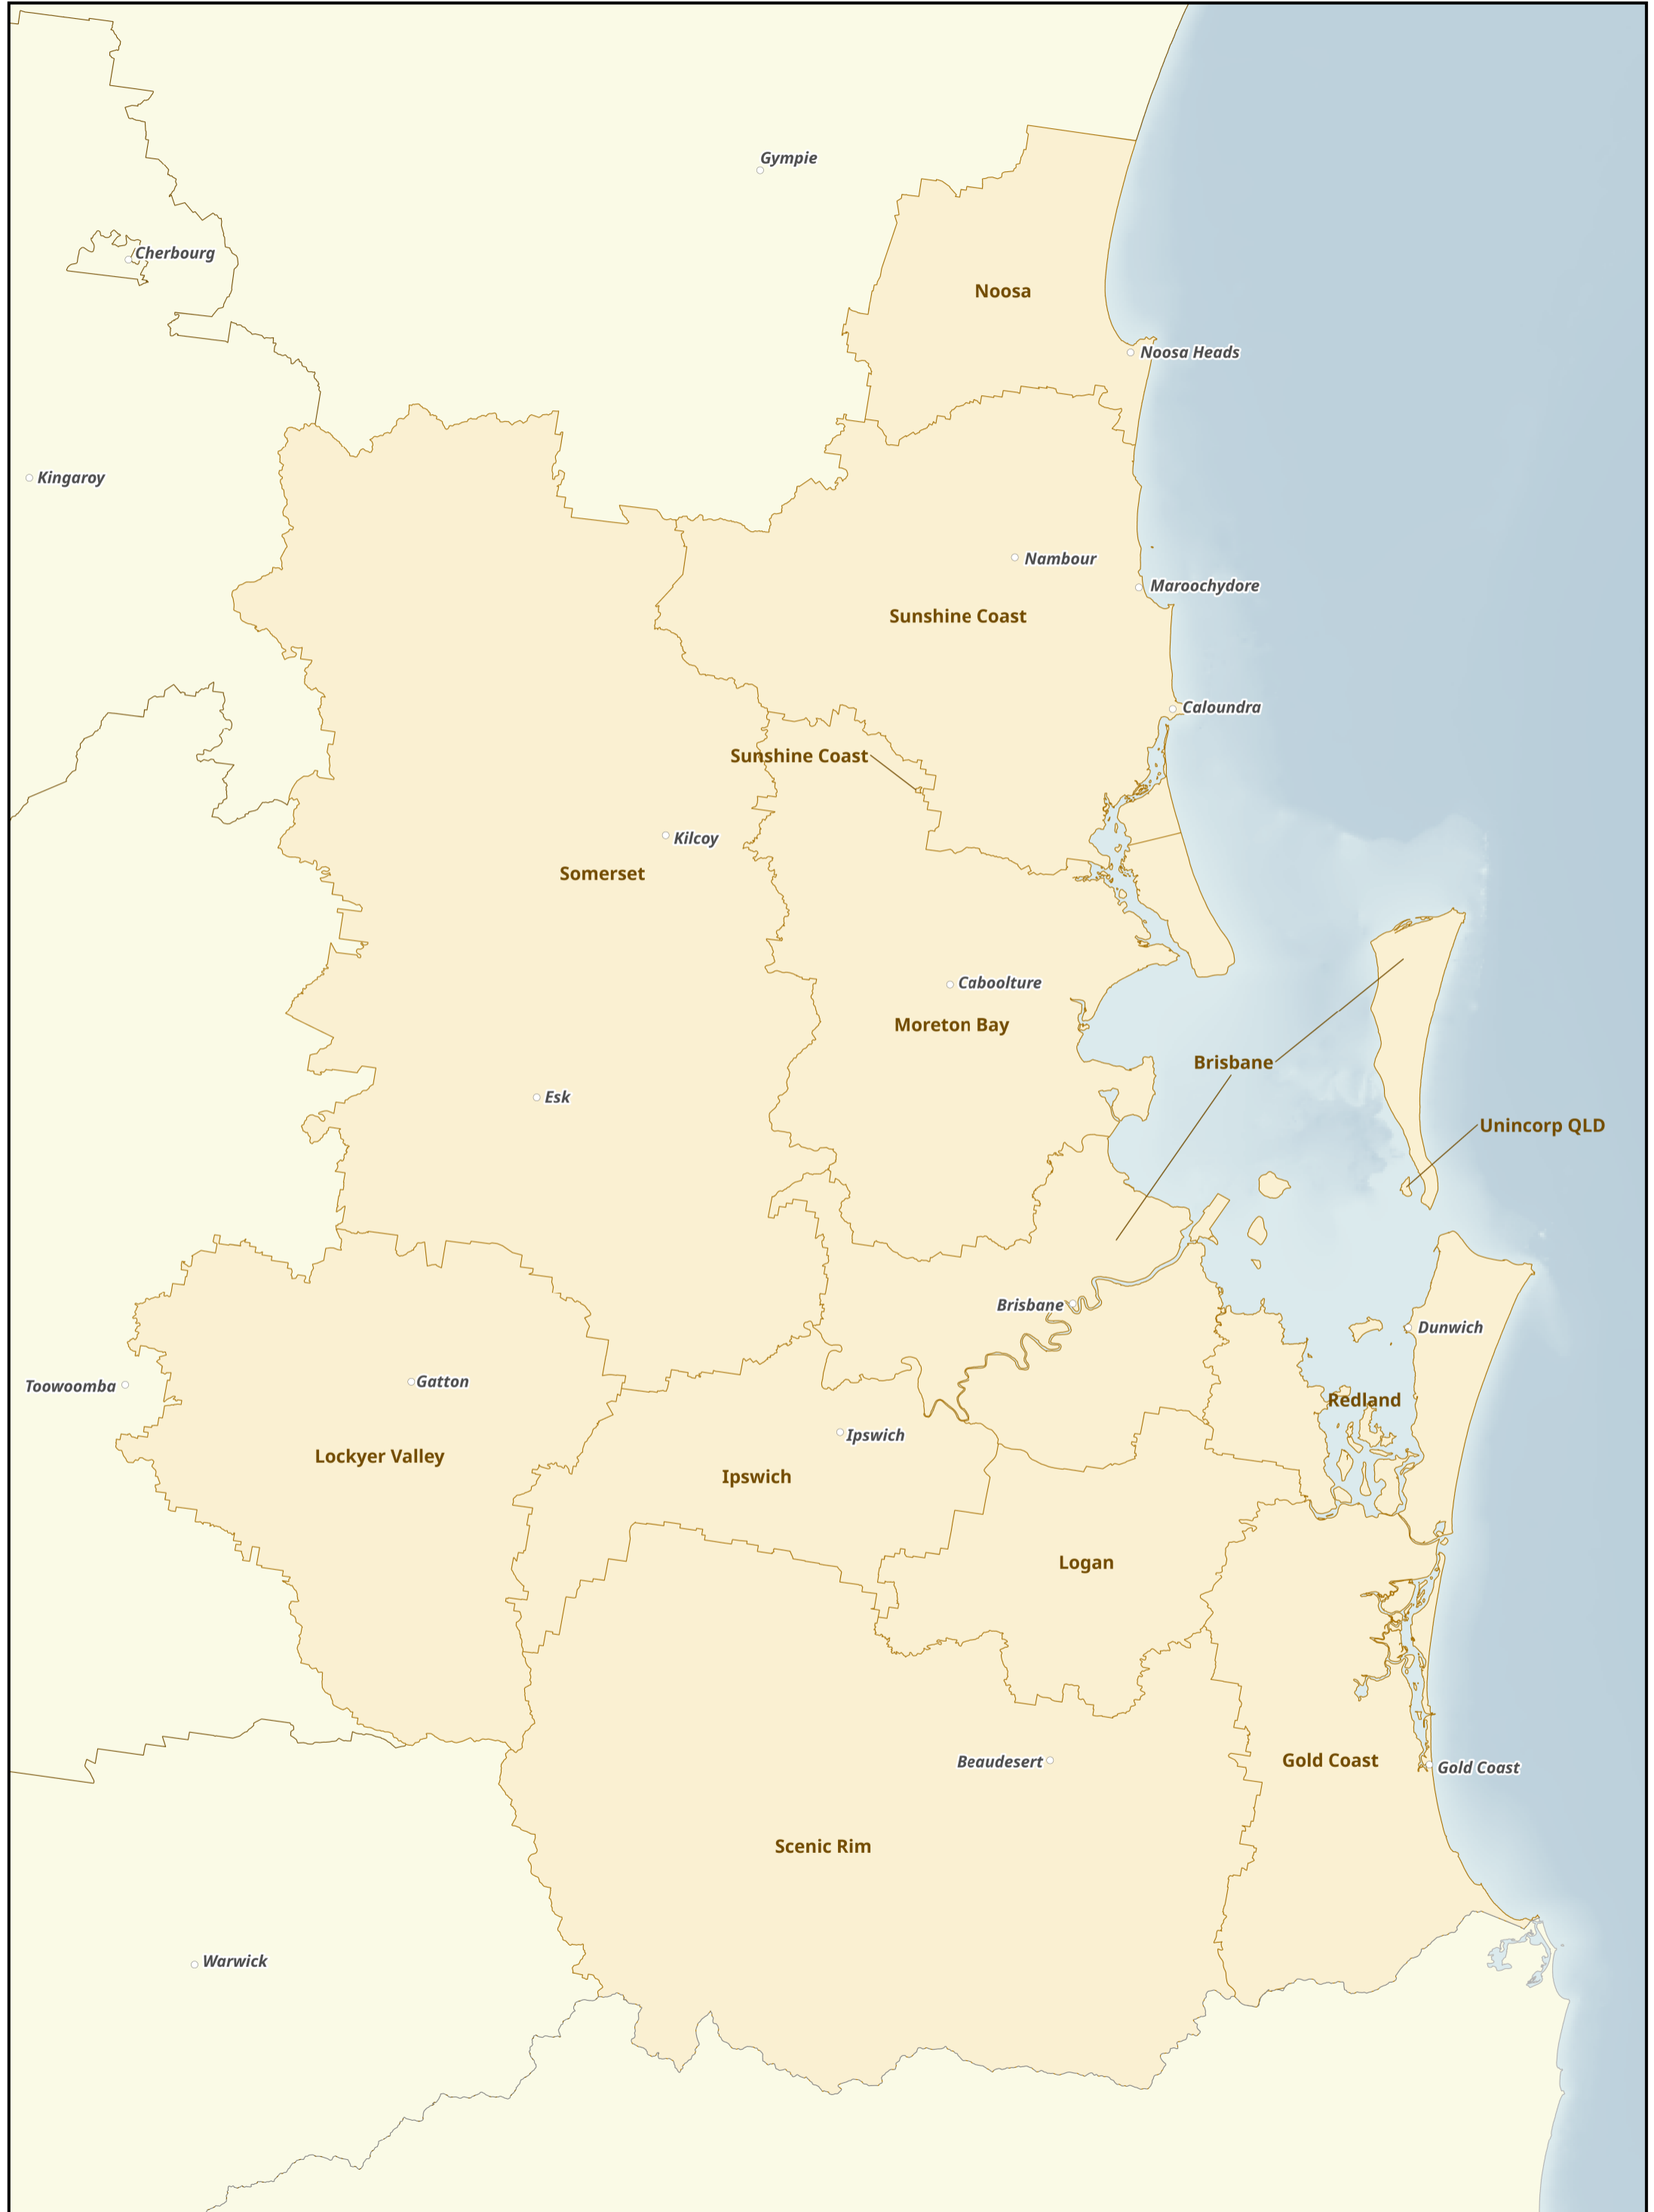 Gympie
Cherbourg
Noosa
Noosa Heads
Kingaroy
Nambour
Maroochydore
Sunshine Coast
Caloundra
Sunshine Coast
Kilcoy
Somerset
Caboolture
Moreton Bay
Brisbane
Esk
Unincorp QLD
Brisbane
Dunwich
Toowoomba
Gatton
Redland
Ipswich
Lockyer Valley
Ipswich
Logan
Beaudesert
Gold Coast
Gold Coast
Scenic Rim
Warwick